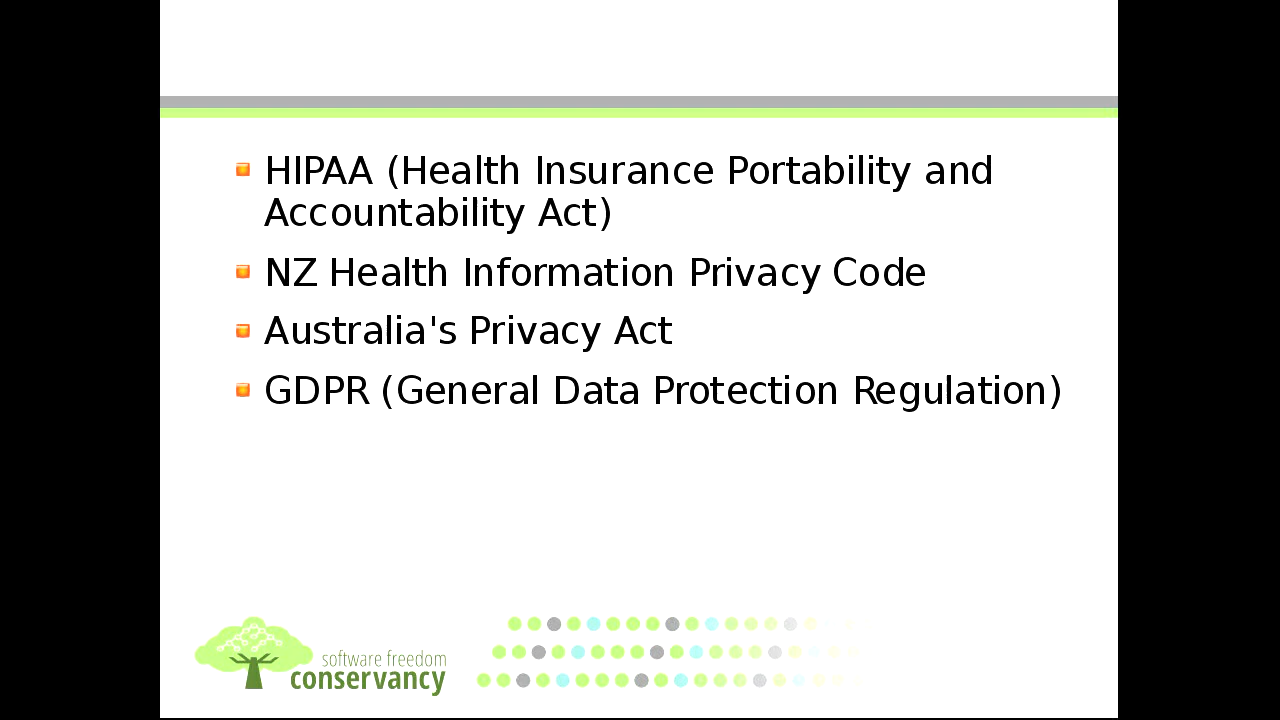 HIPAA (Health Insurance Portability and
Accountability Act)
NZ Health Information Privacy Code
Australia's Privacy Act
GDPR (General Data Protection Regulation)
software freedom
conservancy